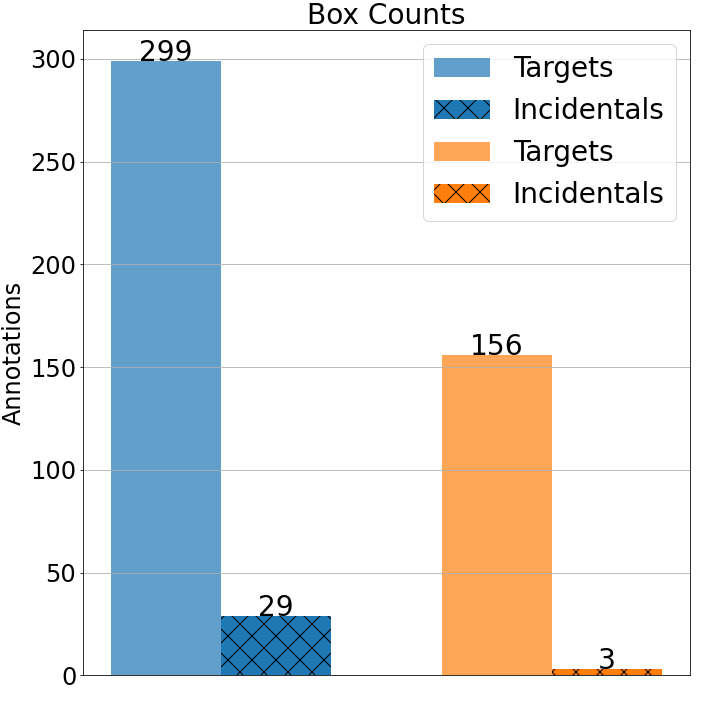 Box Counts
Annotations
300
250
200
150
100
50
0
299
29
156
3
Targets
Incidentals
Targets
Incidentals